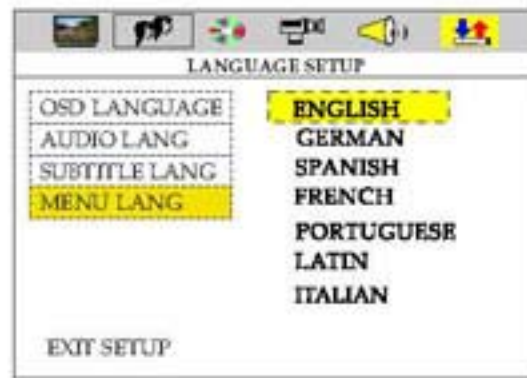 LANGUAGE SETUP
OSD LANGUAGE
AUDIO LANG
SUBTITLE LANG
MENU LANG
ENGLISH
GERMAN
SPANISH
FRENCH
PORTUGUESE
LATIN
ITALIAN
EXIT SETUP